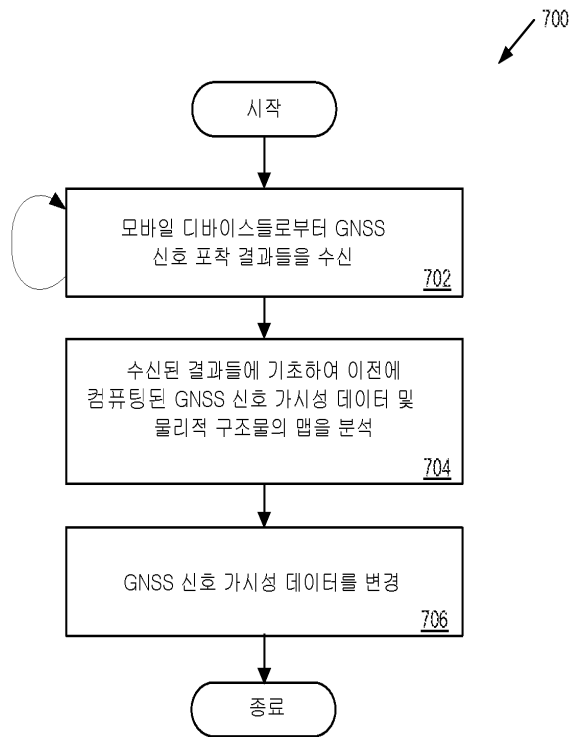 700
시작
모바일 디바이스들로부터 GNSS
신호 포착 결과들을 수신
702
수신된 결과들에 기초하여 이전에
컴퓨팅된 GNSS 신호 가시성 데이터 및
물리적 구조물의 맵을 분석
704
GNSS 신호 가시성 데이터를 변경
706
종료